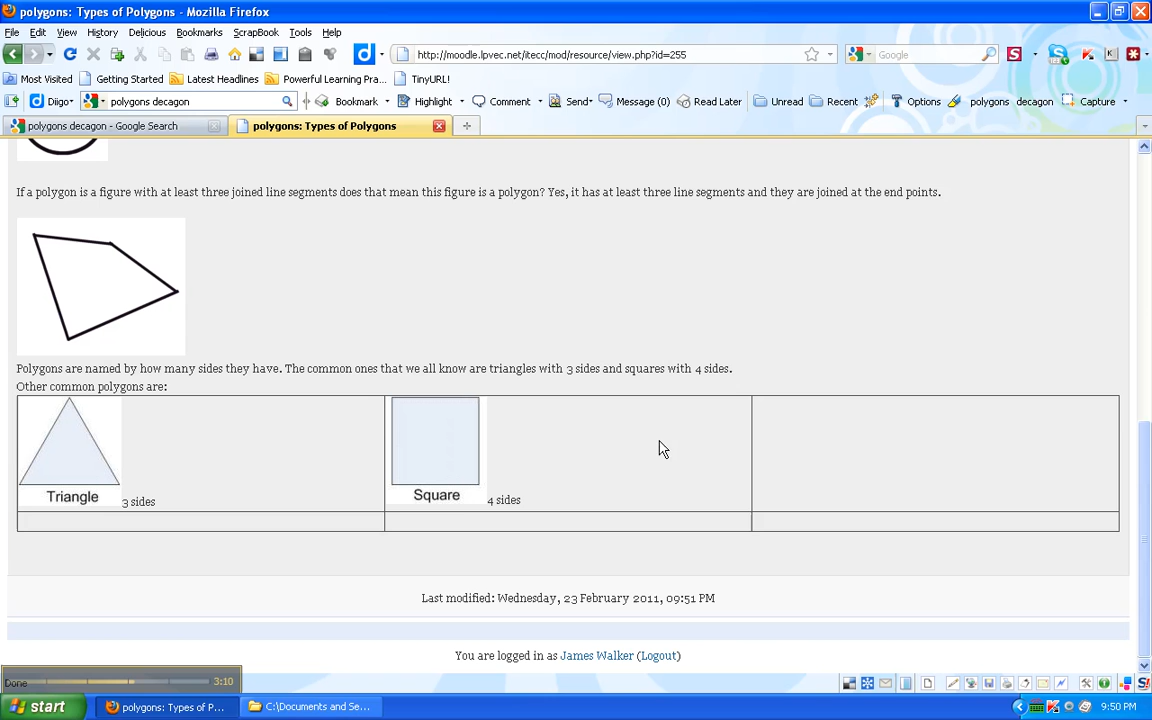 polygons: Types of Polygons - Mozilla Firefox
File Edit View History Delicious Bookmarks ScrapBook Tools Help
http://moodle.lpvec.net/itecc/mod/resource/view.php?id=255
Google
Most Visited Getting Started Latest Headlines Powerful Learning Pra... TinyURL!
Diigo polygons decagon Bookmark Highlight Comment Send Message (0) Read Later Unread Recent Options polygons decagon Capture
polygons decagon - Google Search polygons: Types of Polygons
If a polygon is a figure with at least three joined line segments does that mean this figure is a polygon? Yes, it has at least three line segments and they are joined at the end points.
Polygons are named by how many sides they have. The common ones that we all know are triangles with 3 sides and squares with 4 sides.
Other common polygons are:
Triangle 3 sides
Square 4 sides
Last modified: Wednesday, 23 February 2011, 09:51 PM
You are logged in as James Walker (Logout)
Done 3:10
start polygons: Types of P... C:\Documents and Se... 9:50 PM